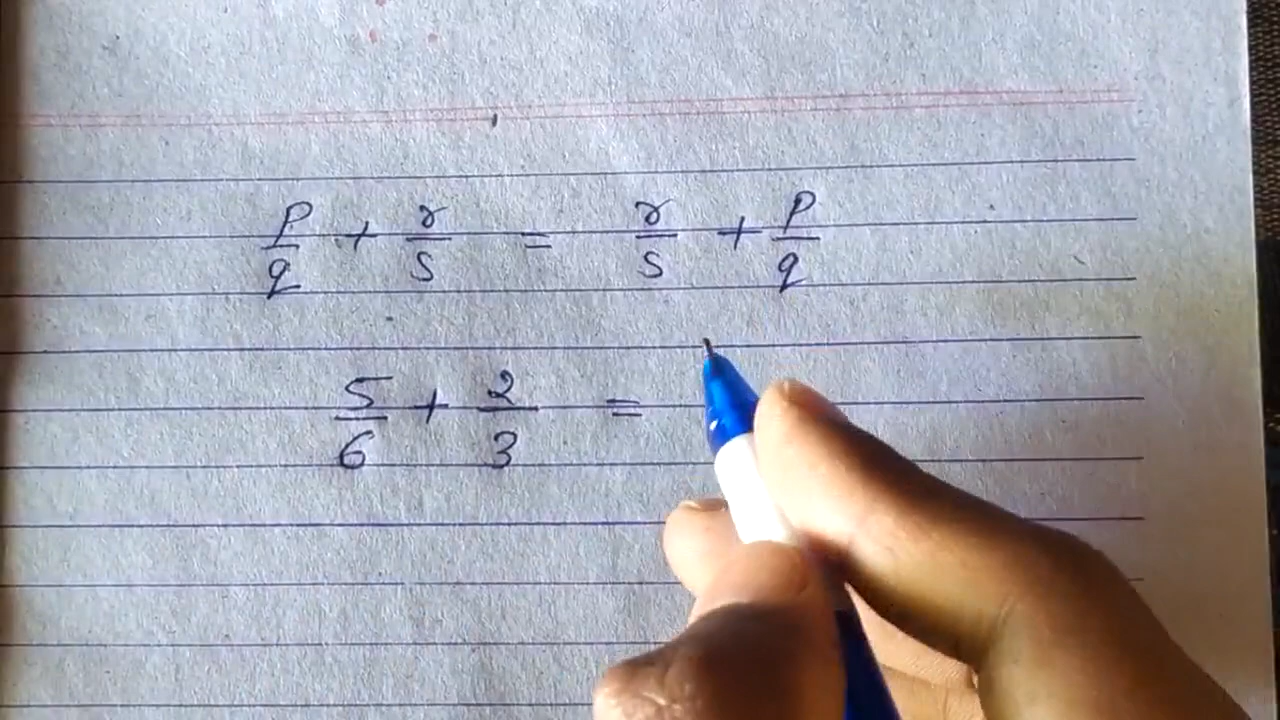 p/q + r/s = r/s + p/q
5/6 + 2/3 =